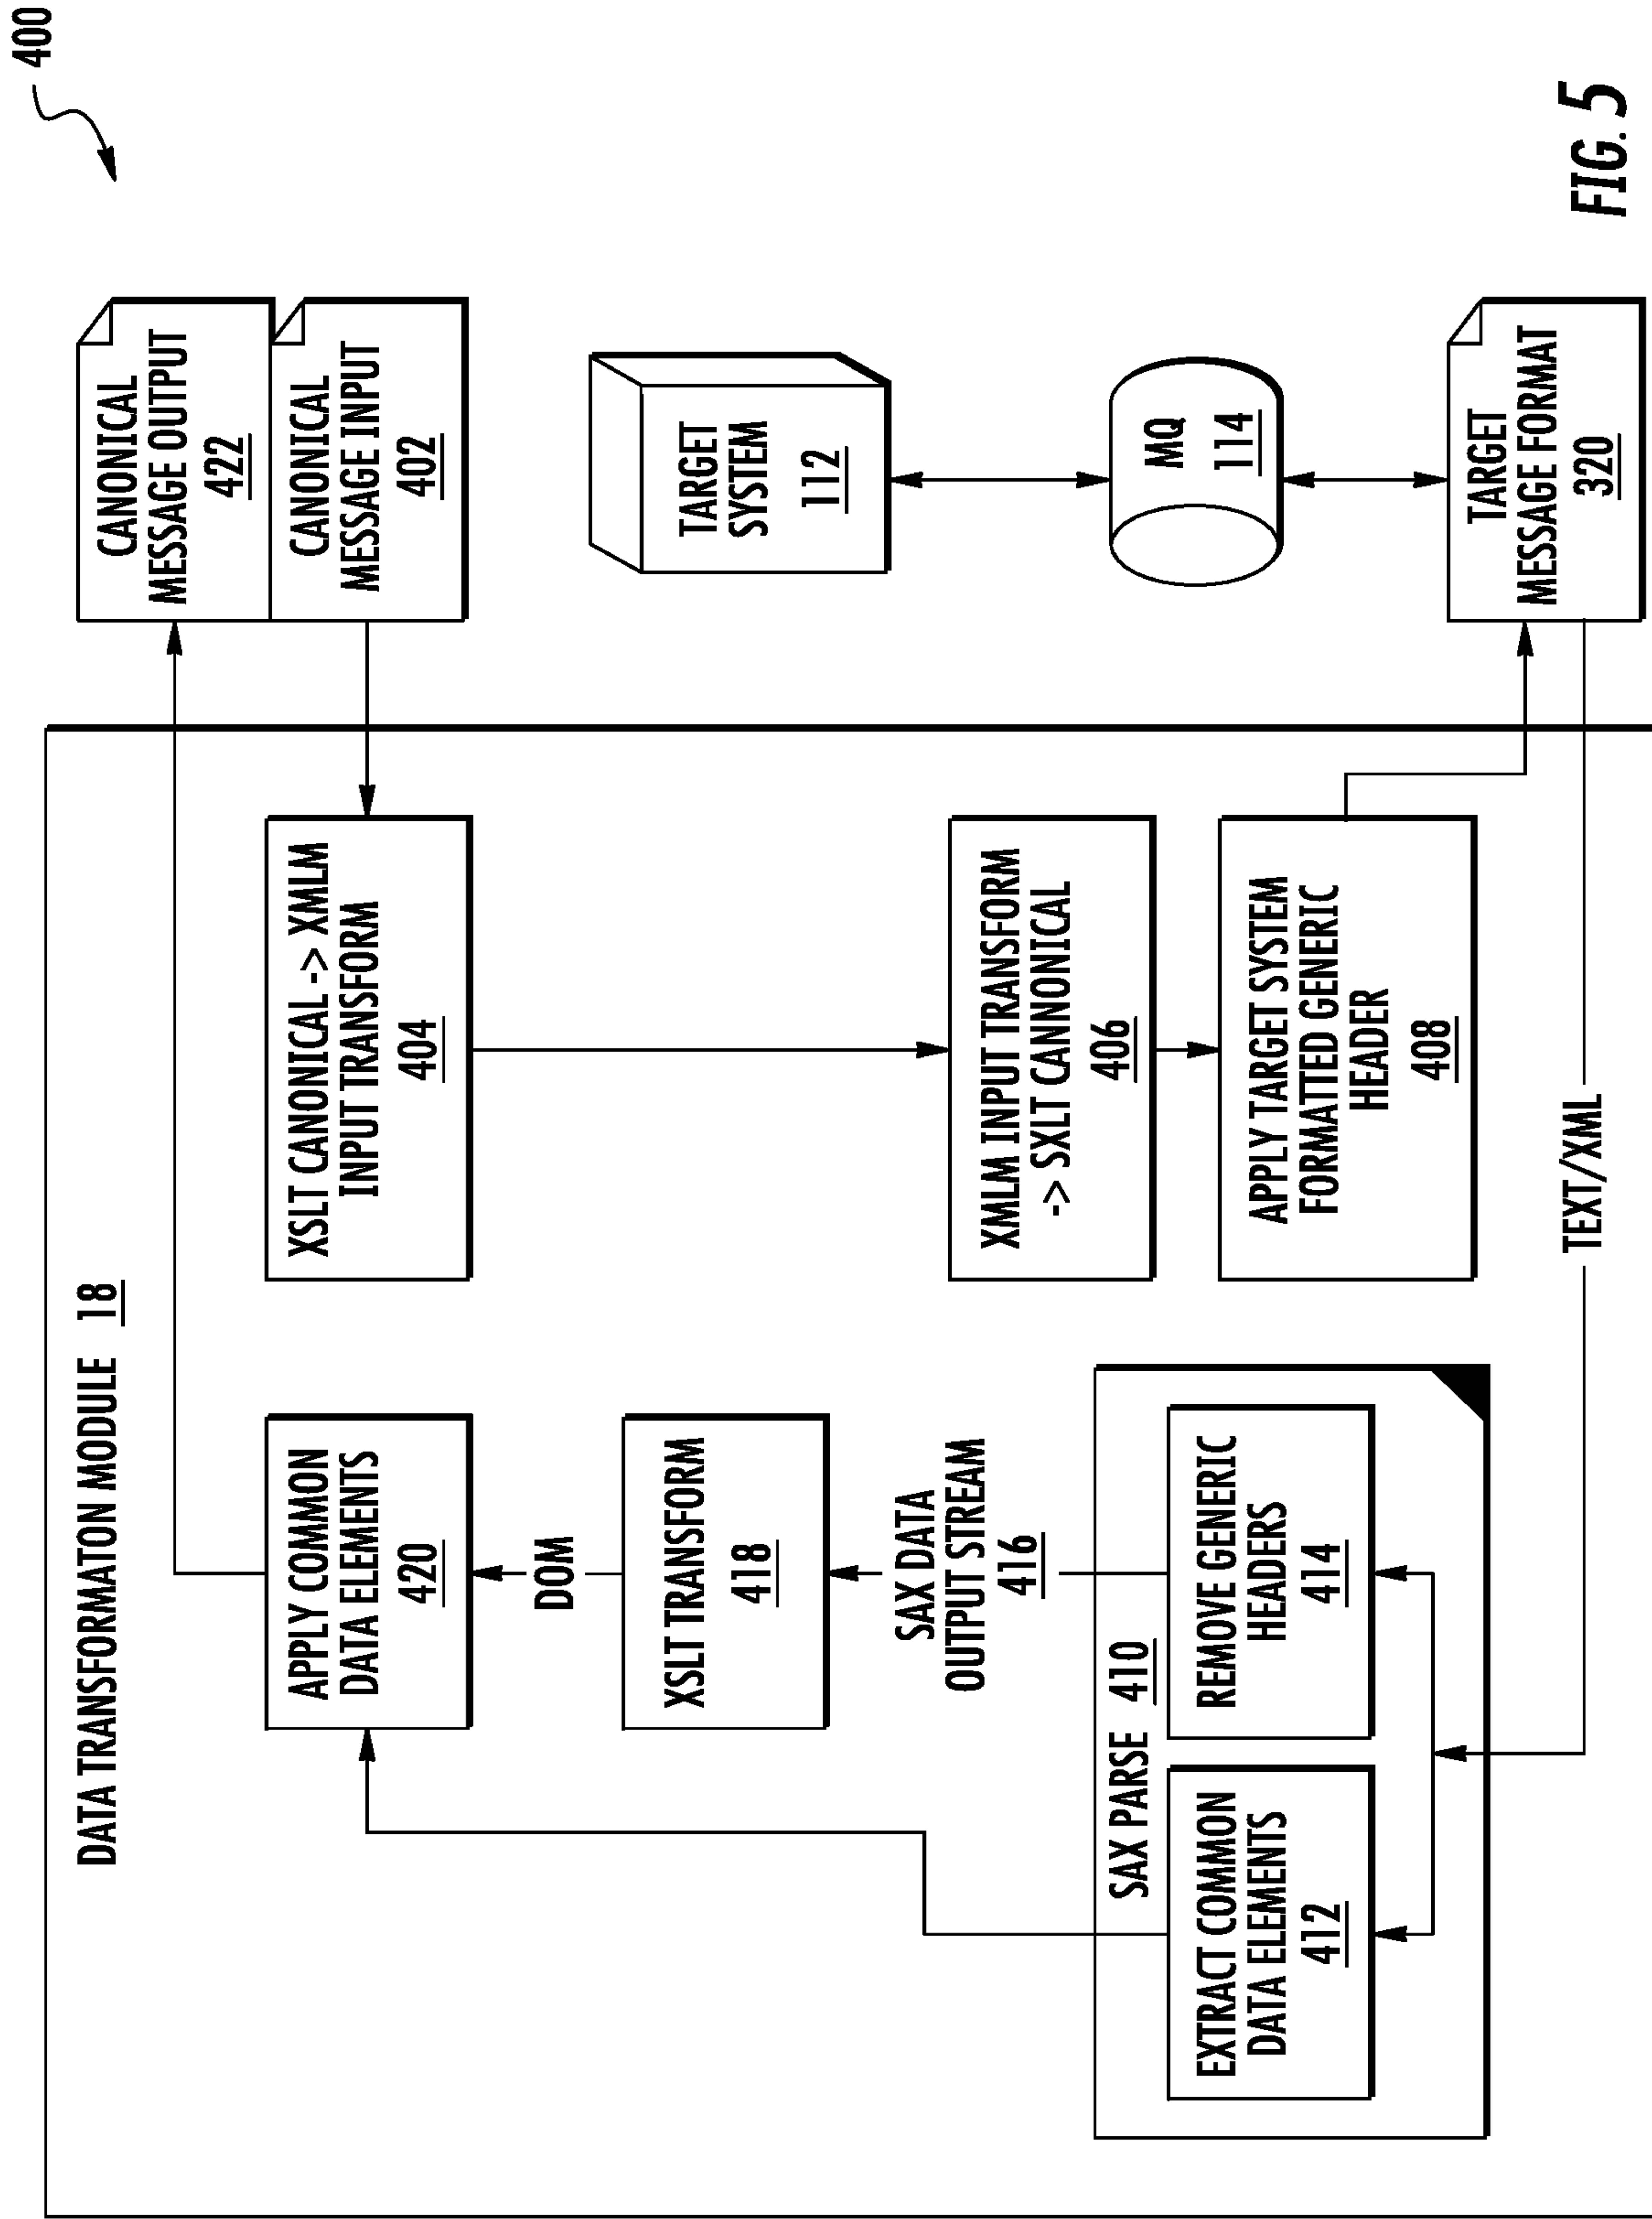 400
DATA TRANSFORMATON MODULE 18
CANONICAL
MESSAGE OUTPUT
422
CANONICAL
MESSAGE INPUT
402
APPLY COMMON
DATA ELEMENTS
420
XSLT CANONICAL -> XMLM
INPUT TRANSFORM
404
DOM
XSLT TRANSFORM
418
TARGET
SYSTEM
112
SAX DATA
OUTPUT STREAM
416
XMLM INPUT TRANSFORM
-> SXLT CANNONICAL
406
MQ
114
SAX PARSE 410
EXTRACT COMMON
DATA ELEMENTS
412
REMOVE GENERIC
HEADERS
414
APPLY TARGET SYSTEM
FORMATTED GENERIC
HEADER
408
TARGET
MESSAGE FORMAT
320
TEXT/XML
FIG. 5